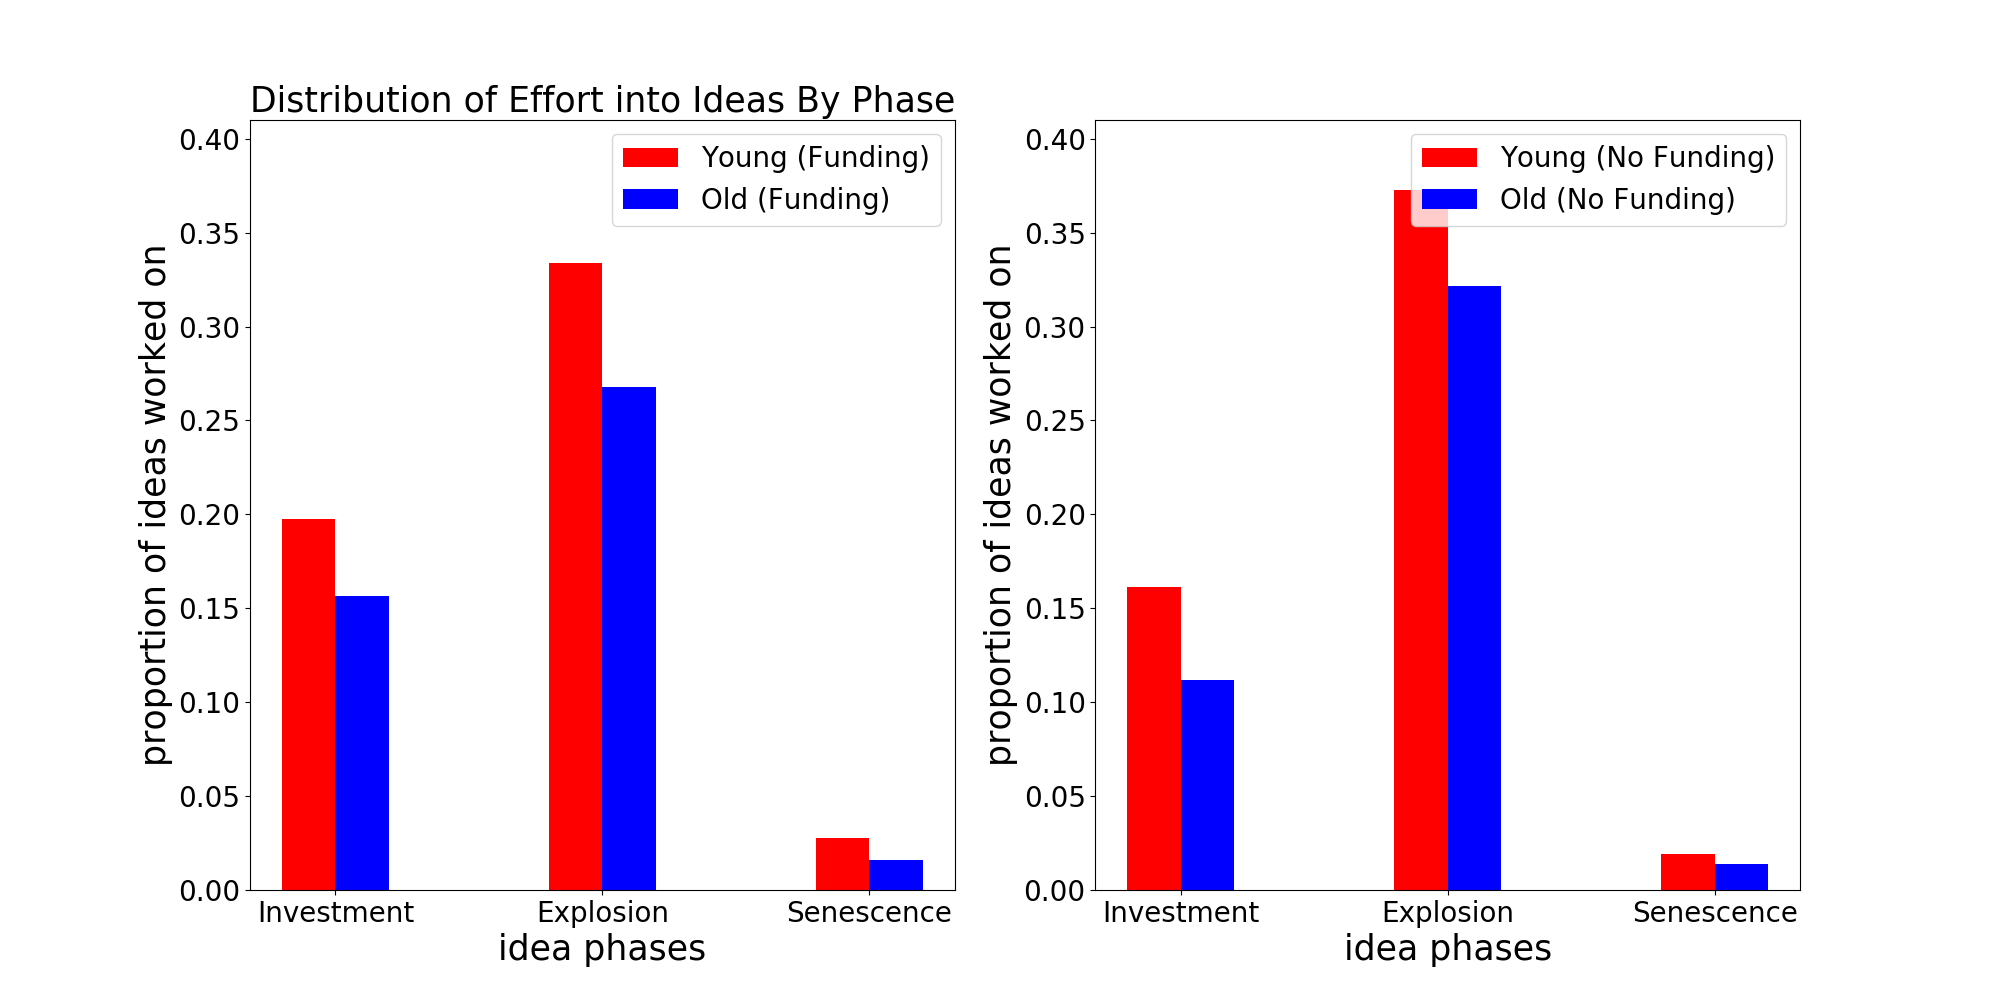 Distribution of Effort into Ideas By Phase
proportion of ideas worked on
0.40
0.35
0.30
0.25
0.20
0.15
0.10
0.05
0.00
Young (Funding)
Old (Funding)
Investment Explosion Senescence
idea phases
proportion of ideas worked on
0.40
0.35
0.30
0.25
0.20
0.15
0.10
0.05
0.00
Young (No Funding)
Old (No Funding)
Investment Explosion Senescence
idea phases